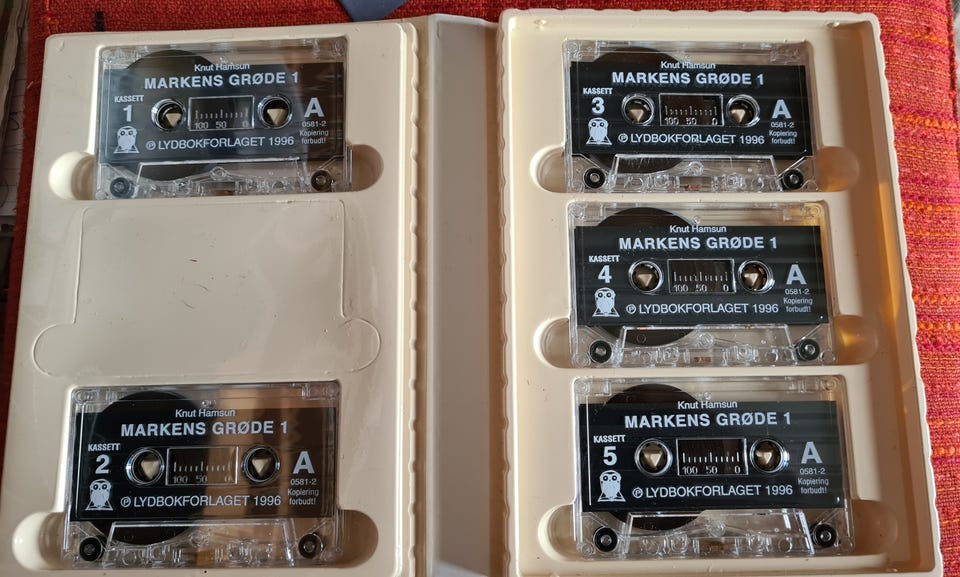 Knut Hamsun
MARKENS GRØDE 1
KASSETT
1
100 50 0
A
0581-2
Kopiering
forbudt!
℗ LYDBOKFORLAGET 1996
Knut Hamsun
MARKENS GRØDE 1
KASSETT
2
100 50 0
A
0581-2
Kopiering
forbudt!
℗ LYDBOKFORLAGET 1996
Knut Hamsun
MARKENS GRØDE 1
KASSETT
3
100 50 0
A
0581-2
Kopiering
forbudt!
℗ LYDBOKFORLAGET 1996
Knut Hamsun
MARKENS GRØDE 1
KASSETT
4
100 50 0
A
0581-2
Kopiering
forbudt!
℗ LYDBOKFORLAGET 1996
Knut Hamsun
MARKENS GRØDE 1
KASSETT
5
100 50 0
A
0581-2
Kopiering
forbudt!
℗ LYDBOKFORLAGET 1996